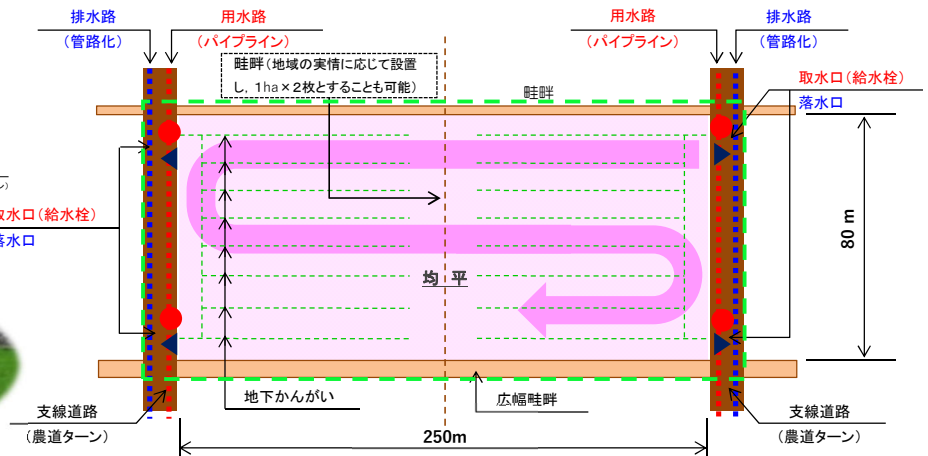 排水路
(管路化)
用水路
(パイプライン)
用水路
(パイプライン)
排水路
(管路化)
畦畔(地域の実情に応じて設置
し、1ha×2枚とすることも可能)
畦畔
取水口(給水栓)
落水口
水口(給水栓)
落水口
80 m
均 平
地下かんがい
広幅畦畔
支線道路
(農道ターン)
支線道路
(農道ターン)
250m